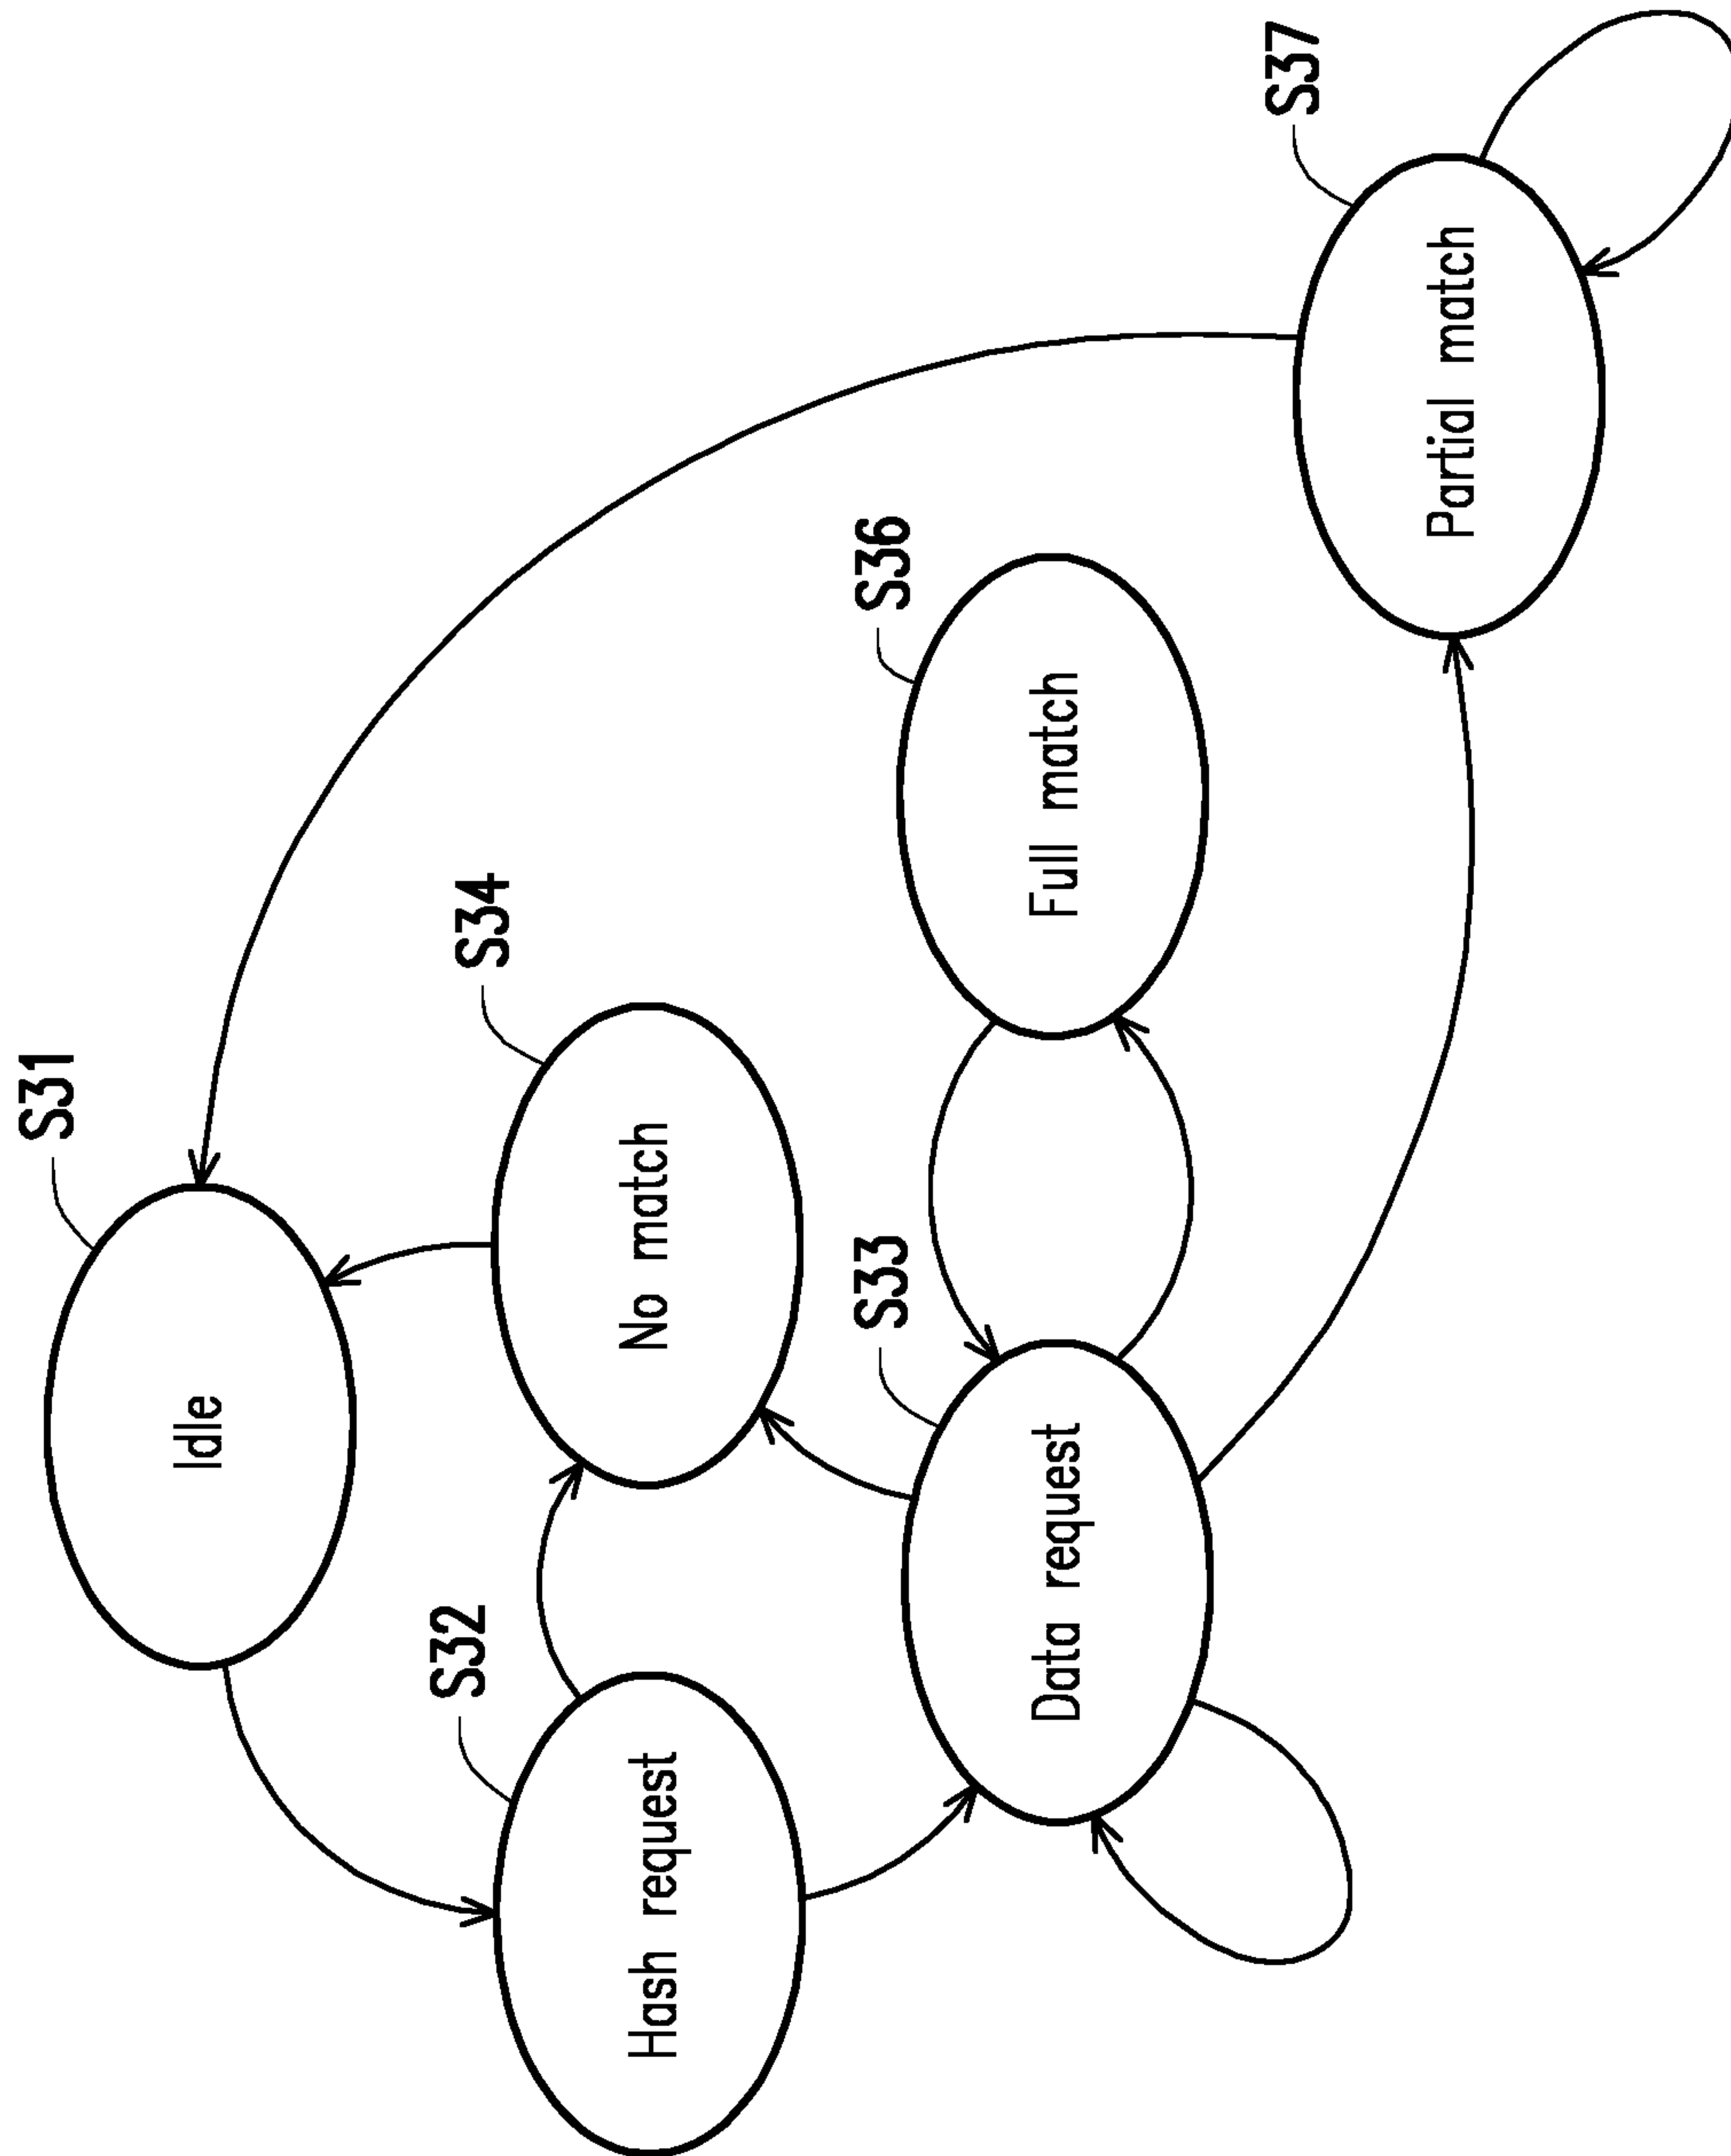 S31
Idle
S32
Hash request
S34
No match
S33
Data request
S36
Full match
S37
Partial match